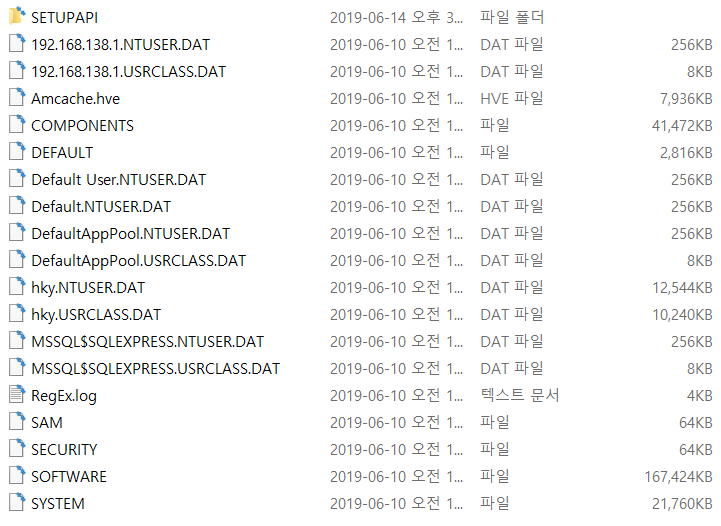 SETUPAPI 2019-06-14 오후 3... 파일 폴더
192.168.138.1.NTUSER.DAT 2019-06-10 오전 1... DAT 파일 256KB
192.168.138.1.USRCLASS.DAT 2019-06-10 오전 1... DAT 파일 8KB
Amcache.hve 2019-06-10 오전 1... HVE 파일 7,936KB
COMPONENTS 2019-06-10 오전 1... 파일 41,472KB
DEFAULT 2019-06-10 오전 1... 파일 2,816KB
Default User.NTUSER.DAT 2019-06-10 오전 1... DAT 파일 256KB
Default.NTUSER.DAT 2019-06-10 오전 1... DAT 파일 256KB
DefaultAppPool.NTUSER.DAT 2019-06-10 오전 1... DAT 파일 256KB
DefaultAppPool.USRCLASS.DAT 2019-06-10 오전 1... DAT 파일 8KB
hky.NTUSER.DAT 2019-06-10 오전 1... DAT 파일 12,544KB
hky.USRCLASS.DAT 2019-06-10 오전 1... DAT 파일 10,240KB
MSSQL$SQLEXPRESS.NTUSER.DAT 2019-06-10 오전 1... DAT 파일 256KB
MSSQL$SQLEXPRESS.USRCLASS.DAT 2019-06-10 오전 1... DAT 파일 8KB
RegEx.log 2019-06-10 오전 1... 텍스트 문서 4KB
SAM 2019-06-10 오전 1... 파일 64KB
SECURITY 2019-06-10 오전 1... 파일 64KB
SOFTWARE 2019-06-10 오전 1... 파일 167,424KB
SYSTEM 2019-06-10 오전 1... 파일 21,760KB